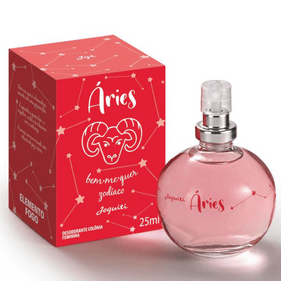 Áries
bem-me-quer
zodíaco
Jequiti
DESODORANTE COLÔNIA
FEMININA
25ml
ELEMENTO
FOGO
Jequiti
Áries